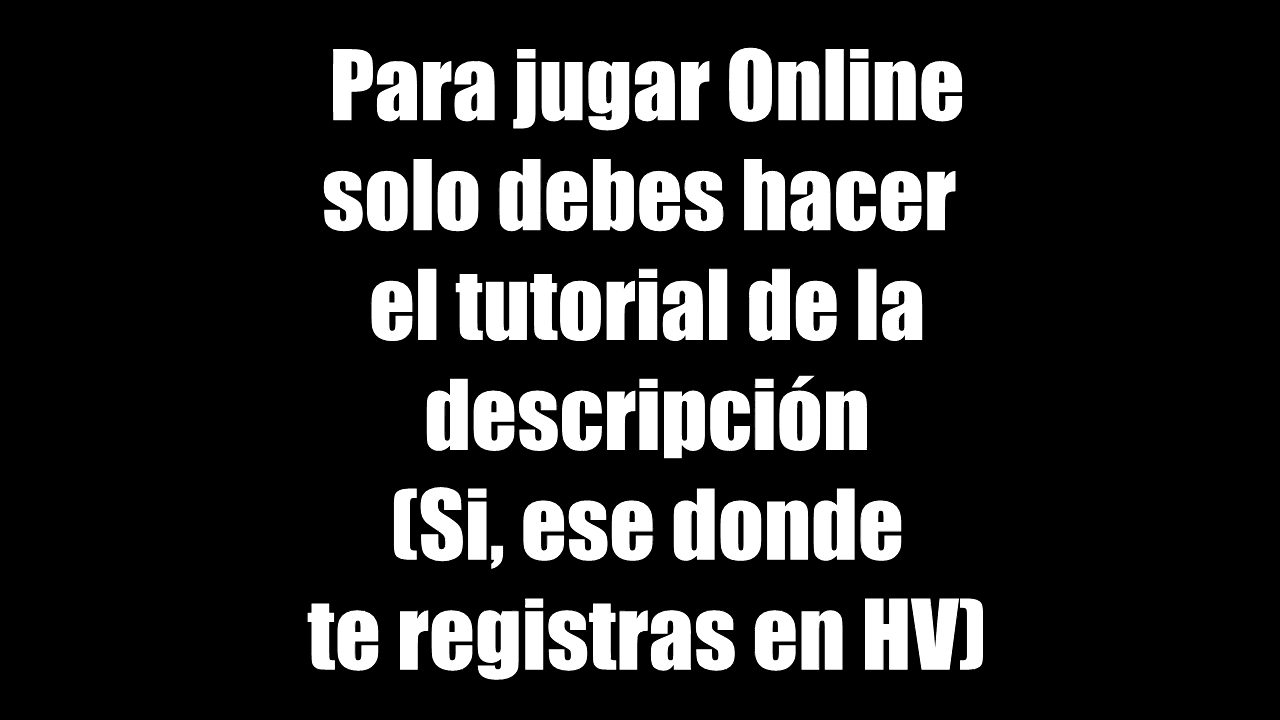 Para jugar Online
solo debes hacer
el tutorial de la
descripción
(Si, ese donde
te registras en HV)